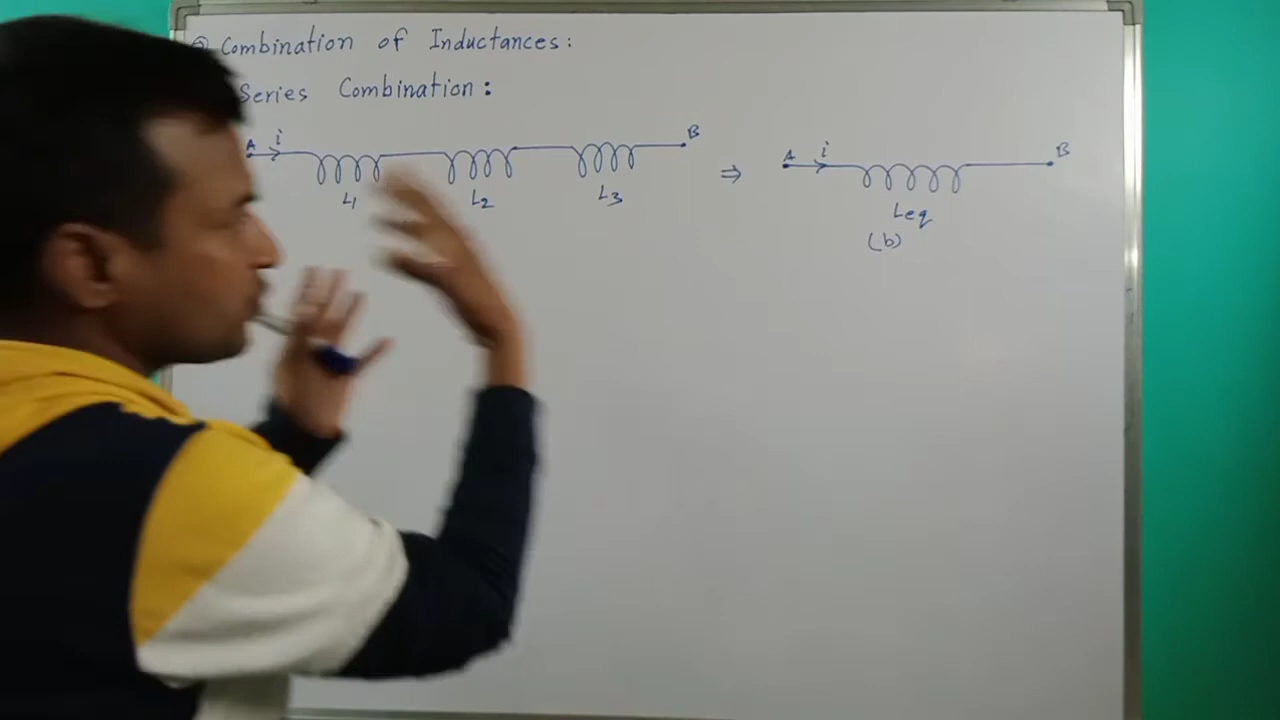 Combination of Inductances:
Series Combination:
A i B
L1 L2 L3
⇒
A i B
Leq
(b)